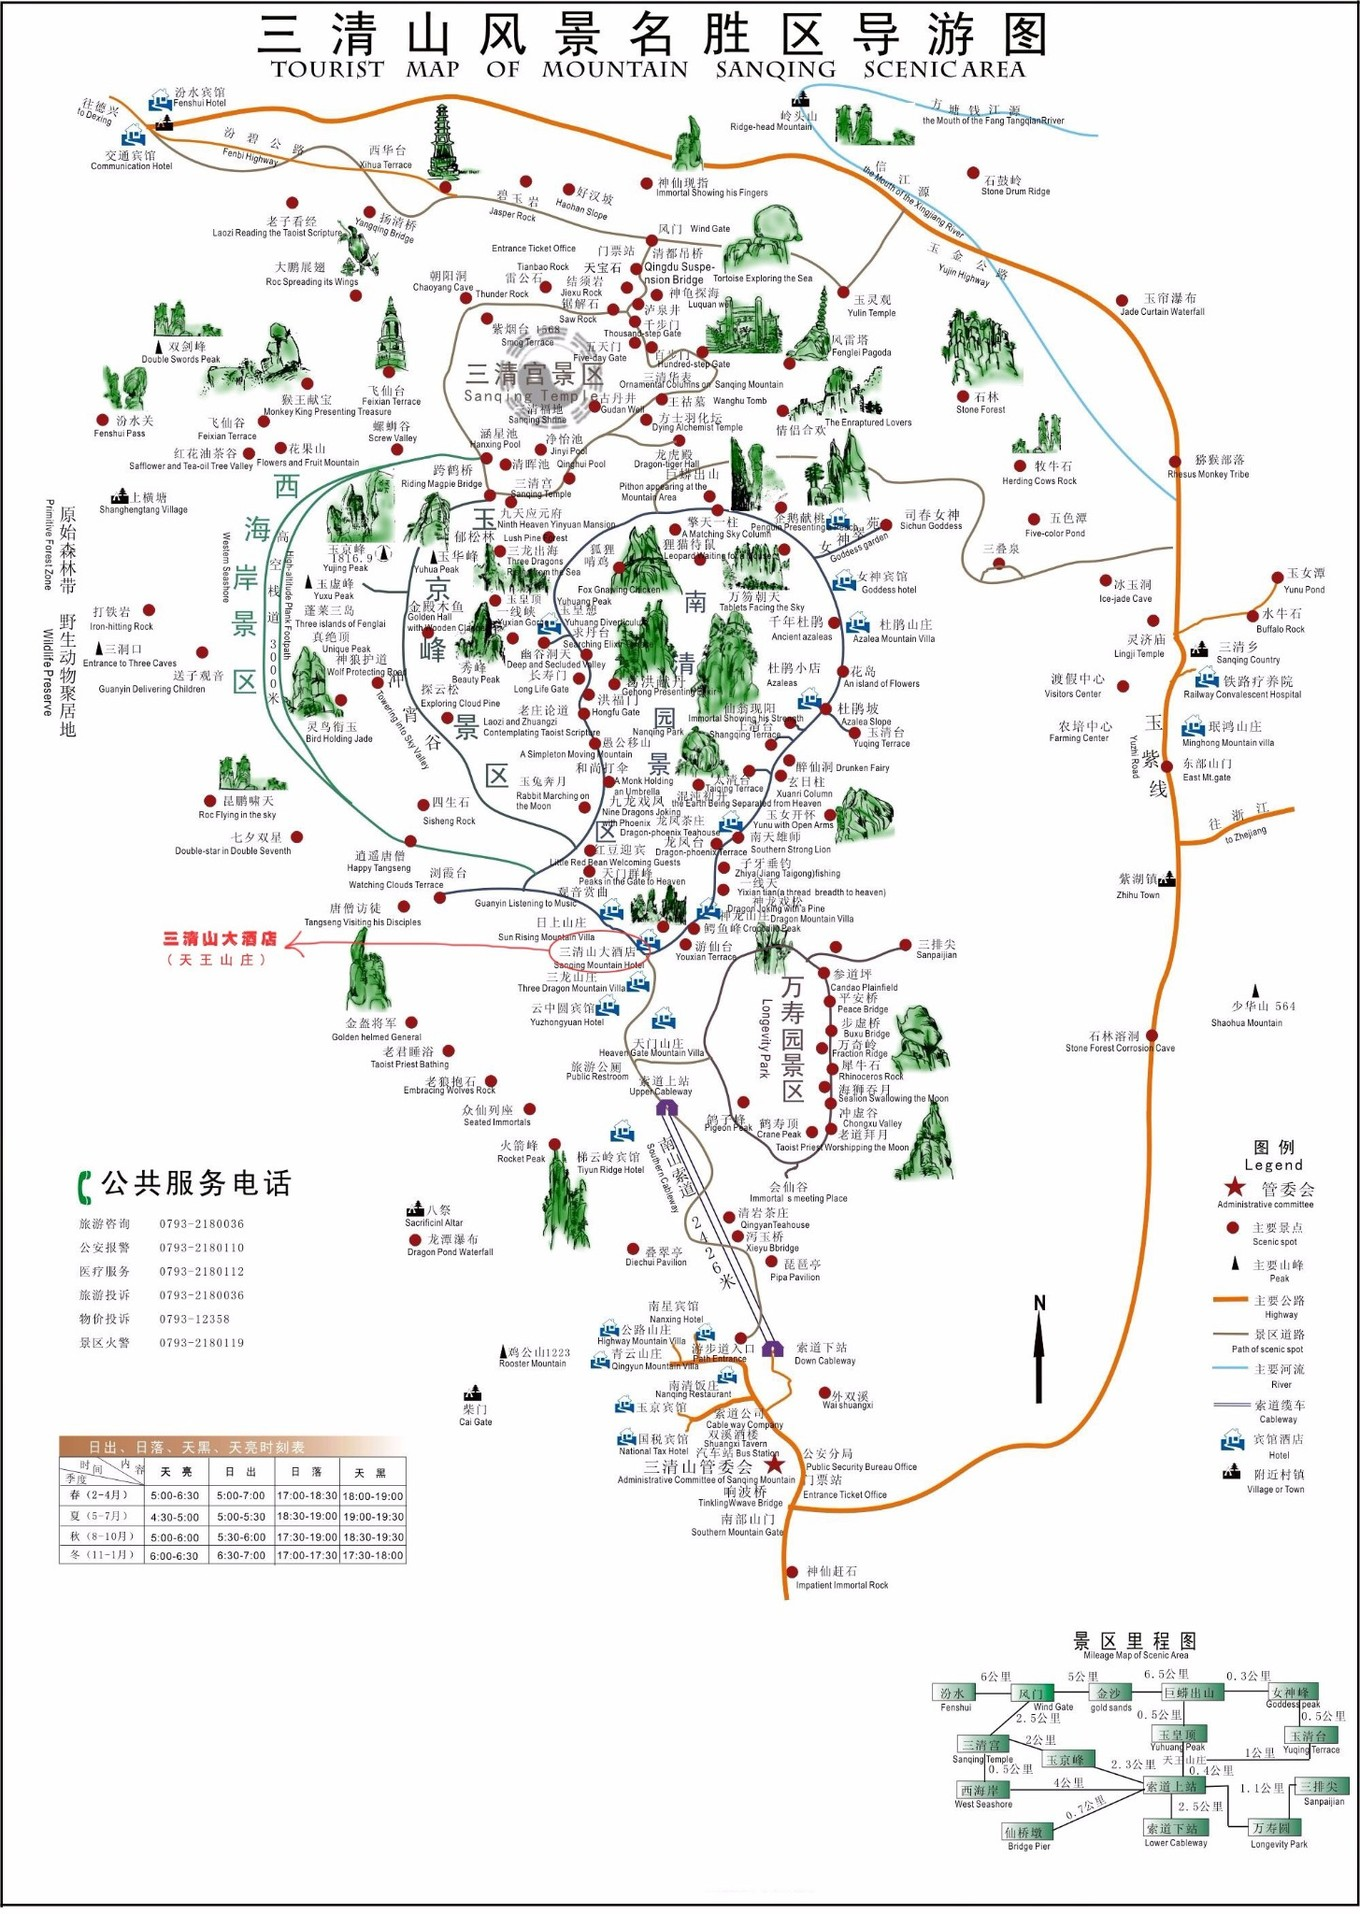 三清山风景名胜区导游图
TOURIST MAP OF MOUNTAIN SANQING SCENIC AREA
往德兴
to Dexing
汾水宾馆
Fenshui Hotel
交通宾馆
Communication Hotel
汾碧公路
Fenbi Highway
西华台
Xihua Terrace
碧玉岩
Jasper Rock
好汉坡
Haohan Slope
神仙现指
Immortal Showing his Fingers
岭头山
Ridge-head Mountain
方塘钱江源
the Mouth of the Fang TangqianRiver
信江源
the Mouth of the Xingjiang River
石鼓岭
Stone Drum Ridge
玉金公路
Yujin Highway
老子看经
Laozi Reading the Taoist Scripture
扬清桥
Yangqing Bridge
大鹏展翅
Roc Spreading its Wings
朝阳洞
Chaoyang Cave
风门 Wind Gate
Entrance Ticket Office
门票站
清都吊桥
Qingdu Suspe-
nsion Bridge
Tianbao Rock
天宝石
雷公石
Thunder Rock
结须岩
Jiexu Rock
锯解石
Saw Rock
神龟探海
Tortoise Exploring the Sea
泸泉井
Luquan well
千步门
Thousand-step Gate
玉灵观
Yulin Temple
玉帘瀑布
Jade Curtain Waterfall
双剑峰
Double Swords Peak
紫烟台 1568
Smog Terrace
五天门
Five-day Gate
百步门
Hundred-step Gate
风雷塔
Fenglei Pagoda
三清宫景区
Sanqing Temple
三清华表
Ornamental Columns on Sanqing Mountain
猴王献宝
Monkey King Presenting Treasure
飞仙台
Feixian Terrace
汾水关
Fenshui Pass
飞仙谷
Feixian Terrace
清福地
Sanqing Shrine
古丹井
Gudan Well
王祜墓
Wanghu Tomb
方士羽化坛
Dying Alchemist Temple
情侣合欢
The Enraptured Lovers
石林
Stone Forest
红花油茶谷
Safflower and Tea-oil Tree Valley
花果山
Flowers and Fruit Mountain
螺蛳谷
Screw Valley
涵星池
Hanxing Pool
净怡池
Jinyi Pool
清晖池
Qinghui Pool
龙虎殿
Dragon-tiger Hall
跨鹤桥
Riding Magpie Bridge
三清宫
Sanqing Temple
巨蟒出山
Pithon appearing at the
Mountain Area
牧牛石
Herding Cows Rock
猕猴部落
Rhesus Monkey Tribe
上横塘
Shanghengtang Village
原始森林带 野生动物聚居地
Primitive Forest Zone
Wildlife Preserve
西海岸景区
Western Seashore
高空栈道3000米
High-altitude Plank Footpath
玉京峰
1816.9
Yujing Peak
玉虚峰
Yuxu Peak
蓬莱三岛
Three islands of Fenglai
真绝顶
Unique Peak
神狼护道
Wolf Protecting Road
玉京峰景区
九天应元府
Ninth Heaven Yinyuan Mansion
郁松林
Lush Pine Forest
玉华峰
Yuhua Peak
三龙出海
Three Dragons
Rising from the Sea
狐狸啃鸡
Fox Gnawing Chicken
擎天一柱
A Matching Sky Column
狸猫待鼠
Leopard Waiting for a Mouse
企鹅献桃
Penguin Presenting Peach
女神翠苑
Goddess garden
司春女神
Sichun Goddess
五色潭
Five-color Pond
三叠泉
冰玉洞
Ice-jade Cave
玉女潭
Yunu Pond
水牛石
Buffalo Rock
女神宾馆
Goddess hotel
万笏朝天
Tablets Facing the Sky
千年杜鹃
Ancient azaleas
杜鹃山庄
Azalea Mountain Villa
灵济庙
Lingji Temple
三清乡
Sanqing Country
铁路疗养院
Railway Convalescent Hospital
打铁岩
Iron-hitting Rock
三洞口
Entrance to Three Caves
送子观音
Guanyin Delivering Children
金殿木鱼
Golden Hall
玉皇顶
Yuhuang Peak
一线峡
Yuxian Gorge
玉皇憩
Yuhuang Diverticulum
求丹台
Searching Elixir
幽谷洞天
Deep and Secluded Valley
秀峰
Beauty Peak
长寿门
Long Life Gate
葛洪献丹
Gehong Presenting Elixir
杜鹃小店
Azaleas
花岛
An island of Flowers
渡假中心
Visitors Center
灵鸟衔玉
Bird Holding Jade
冲霄谷
Towering into Sky Valley
探云松
Exploring Cloud Pine
老庄论道
Laozi and Zhuangzi
Contemplating Taoist Scripture
洪福门
Hongfu Gate
南清园景区
Nanqing Park
仙翁现阳
Immortal Showing his Strength
上清台
Shangqing Terrace
杜鹃坡
Azalea Slope
玉清台
Yuqing Terrace
农培中心
Farming Center
玉紫线
Yuzhi Road
珉鸿山庄
Minghong Mountain villa
东部山门
East Mt.gate
愚公移山
A Simpleton Moving Mountain
和尚打伞
A Monk Holding
an Umbrella
太清台
Taiqing Terrace
醉仙洞 Drunken Fairy
玄日柱
Xuanri Column
混沌初开
the Earth Being Separated from Heaven
玉兔奔月
Rabbit Marching on
the Moon
九龙戏凤
Nine Dragons Joking
with Phoenix
玉女开怀
Yunu with Open Arms
昆鹏啸天
Roc Flying in the sky
四生石
Sisheng Rock
七夕双星
Double-star in Double Seventh
龙凤茶庄
Dragon-phoenix Teahouse
龙凤台
Dragon-phoenix Terrace
南天雄师
Southern Strong Lion
往浙江
to Zhejiang
逍遥唐僧
Happy Tangseng
红豆迎宾
Little Red Bean Welcoming Guests
天门群峰
Peaks in the Gate to Heaven
子牙垂钓
Zhiya(Jiang Taigong)fishing
一线天
Yixian tian(a thread breadth to heaven)
浏霞台
Watching Clouds Terrace
观音赏曲
Guanyin Listening to Music
神龙戏松
Dragon Joking with a Pine
神龙山庄
Dragon Mountain Villa
紫湖镇
Zhihu Town
唐僧访徒
Tangseng Visiting his Disciples
日上山庄
Sun Rising Mountain Villa
鳄鱼峰
Crocodile Peak
游仙台
Youxian Terrace
三清山大酒店
(天王山庄)
三清山大酒店
Sanqing Mountain Hotel
三龙山庄
Three Dragon Mountain Villa
三排尖
Sanpaijian
万寿园景区
Longevity Park
参道坪
Candao Plainfield
平安桥
Peace Bridge
步虚桥
Buxu Bridge
万奇岭
Fraction Ridge
犀牛石
Rhinoceros Rock
海狮吞月
Sealion Swallowing the Moon
冲虚谷
Chongxu Valley
老道拜月
Taoist Priest Worshipping the Moon
云中圆宾馆
Yuzhongyuan Hotel
天门山庄
Heaven Gate Mountain Villa
金盔将军
Golden helmed General
老君睡浴
Taoist Priest Bathing
老狼抱石
Embracing Wolves Rock
众仙列座
Seated Immortals
旅游公厕
Public Restroom
索道上站
Upper Cableway
鸽子峰
Pigeon Peak
鹤寿顶
Crane Peak
少华山 564
Shaohua Mountain
石林溶洞
Stone Forest Corrosion Cave
火箭峰
Rocket Peak
梯云岭宾馆
Tiyun Ridge Hotel
南山索道
Southern Cableway
2426米
会仙谷
Immortal s meeting Place
清岩茶庄
QingyanTeahouse
泻玉桥
Xieyu Bbridge
琵琶亭
Pipa Pavilion
叠翠亭
Diechui Pavilion
八祭
Sacrificinl Altar
龙潭瀑布
Dragon Pond Waterfall
公共服务电话
旅游咨询 0793-2180036
公安报警 0793-2180110
医疗服务 0793-2180112
旅游投诉 0793-2180036
物价投诉 0793-12358
景区火警 0793-2180119
图例
Legend
管委会
Administrative committee
主要景点
Scenic spot
主要山峰
Peak
主要公路
Highway
景区道路
Path of scenic spot
主要河流
River
索道缆车
Cableway
宾馆酒店
Hotel
附近村镇
Village or Town
N
南星宾馆
Nanxing Hotel
公路山庄
Highway Mountain Villa
青云山庄
Qingyun Mountain Villa
游步道入口
Path Entrance
索道下站
Down Cableway
鸡公山1223
Rooster Mountain
柴门
Cai Gate
南清饭庄
Nanqing Restaurant
玉京宾馆
外双溪
Wai shuangxi
索道公司
Cable way Company
双溪酒楼
Shuangxi Tavern
国税宾馆
National Tax Hotel
汽车站 Bus Station
三清山管委会
Administrative Committee of Sanqing Mountain
公安分局
Public Security Bureau Office
门票站
Entrance Ticket Office
响波桥
TinklingWwave Bridge
南部山门
Southern Mountain Gate
神仙赶石
Impatient Immortal Rock
日出、日落、天黑、天亮时刻表
时间 内容 季度 天亮 日出 日落 天黑
春(2-4月) 5:00-6:30 5:00-7:00 17:00-18:30 18:00-19:00
夏(5-7月) 4:30-5:00 5:00-5:30 18:30-19:00 19:00-19:30
秋(8-10月) 5:00-6:00 5:30-6:00 17:30-19:00 18:30-19:30
冬(11-1月) 6:00-6:30 6:30-7:00 17:00-17:30 17:30-18:00
景区里程图
Mileage Map of Scenic Area
6公里 5公里 6.5公里 0.3公里
汾水 风门 金沙 巨蟒出山 女神峰
Fenshui Wind Gate gold sands Goddess peak
2.5公里 0.5公里 0.5公里
三清宫 2公里 玉皇顶 玉清台
Sanqing Temple Yuhuang Peak Yuqing Terrace
玉京峰 天王山庄 1公里
0.5公里 2.3公里 0.4公里
西海岸 4公里 索道上站 1.1公里 三排尖
West Seashore Sanpaijian
0.7公里 2.5公里
仙桥墩 索道下站 万寿圆
Bridge Pier Lower Cableway Longevity Park